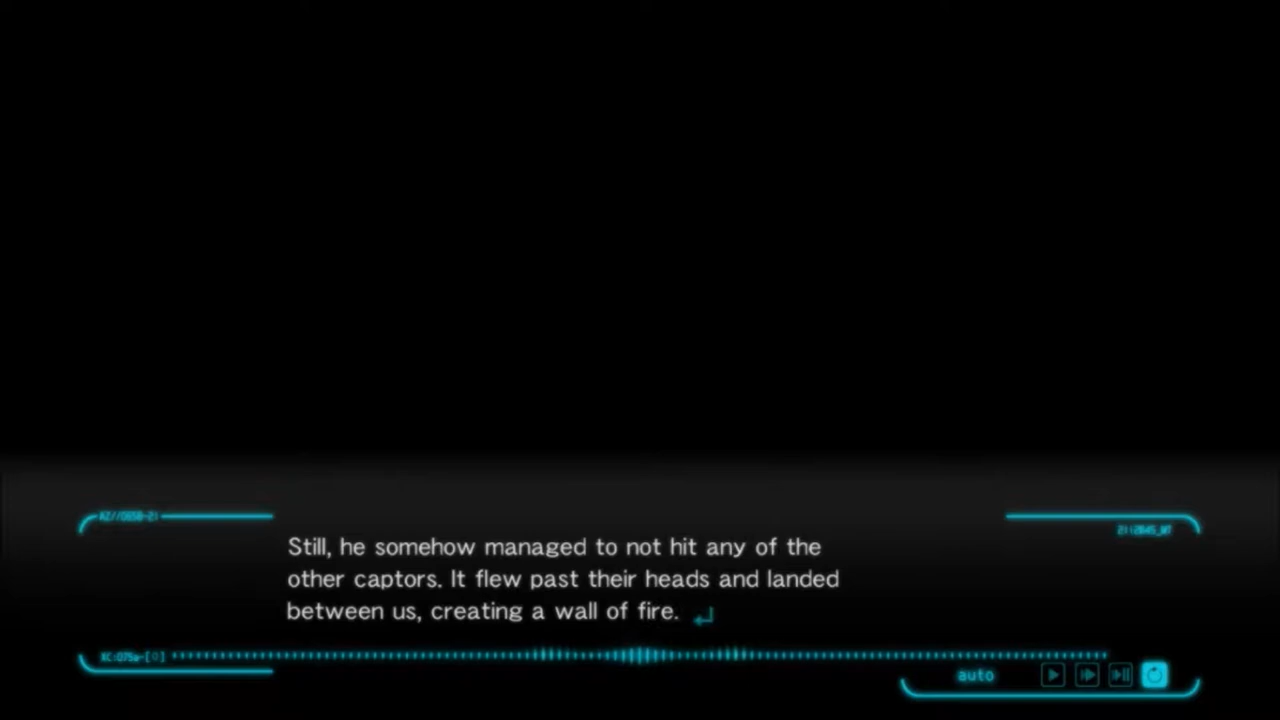 Still, he somehow managed to not hit any of the
other captors. It flew past their heads and landed
between us, creating a wall of fire.
auto